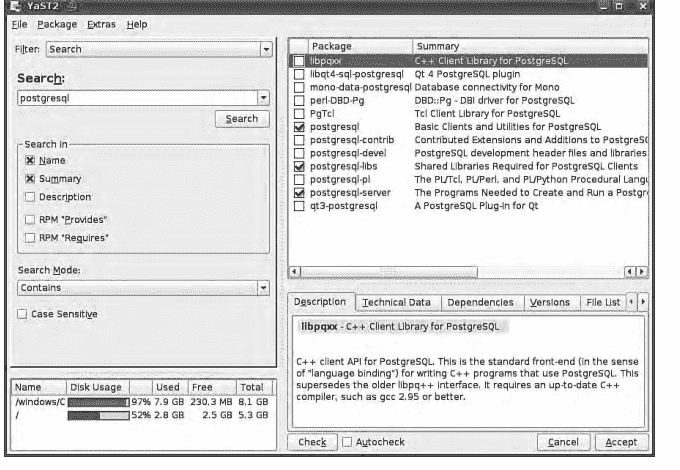 YaST2
File Package Extras Help
Filter: Search
Search:
postgresql
Search
Search in
Name
Summary
Description
RPM "Provides"
RPM "Requires"
Search Mode:
Contains
Case Sensitive
Name Disk Usage Used Free Total
/windows/C 97% 7.9 GB 230.3 MB 8.1 GB
/ 52% 2.8 GB 2.5 GB 5.3 GB
Package Summary
libpqxx C++ Client Library for PostgreSQL
libqt4-sql-postgresql Qt 4 PostgreSQL plugin
mono-data-postgresql Database connectivity for Mono
perl-DBD-Pg DBD::Pg - DBI driver for PostgreSQL
PgTcl Tcl Client Library for PostgreSQL
postgresql Basic Clients and Utilities for PostgreSQL
postgresql-contrib Contributed Extensions and Additions to PostgreSQ
postgresql-devel PostgreSQL development header files and libraries
postgresql-libs Shared Libraries Required for PostgreSQL Clients
postgresql-pl The PL/Tcl, PL/Perl, and PL/Python Procedural Langu
postgresql-server The Programs Needed to Create and Run a Postgr
qt3-postgresql A PostgreSQL Plug-In for Qt
Description Technical Data Dependencies Versions File List
libpqxx - C++ Client Library for PostgreSQL
C++ client API for PostgreSQL. This is the standard front-end (in the sense
of "language binding") for writing C++ programs that use PostgreSQL. This
supersedes the older libpq++ interface. It requires an up-to-date C++
compiler, such as gcc 2.95 or better.
Check Autocheck Cancel Accept